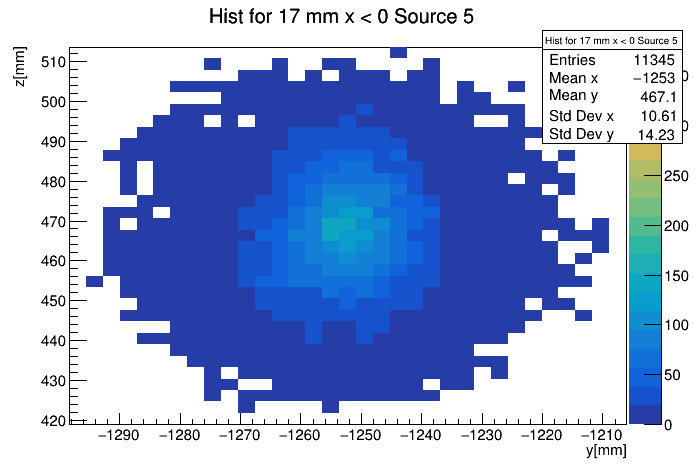 Hist for 17 mm x < 0 Source 5
z[mm]
Hist for 17 mm x < 0 Source 5
Entries 11345
Mean x −1253
Mean y 467.1
Std Dev x 10.61
Std Dev y 14.23
510
500
490
480
470
460
450
440
430
420
−1290 −1280 −1270 −1260 −1250 −1240 −1230 −1220 −1210
y[mm]
250
200
150
100
50
0